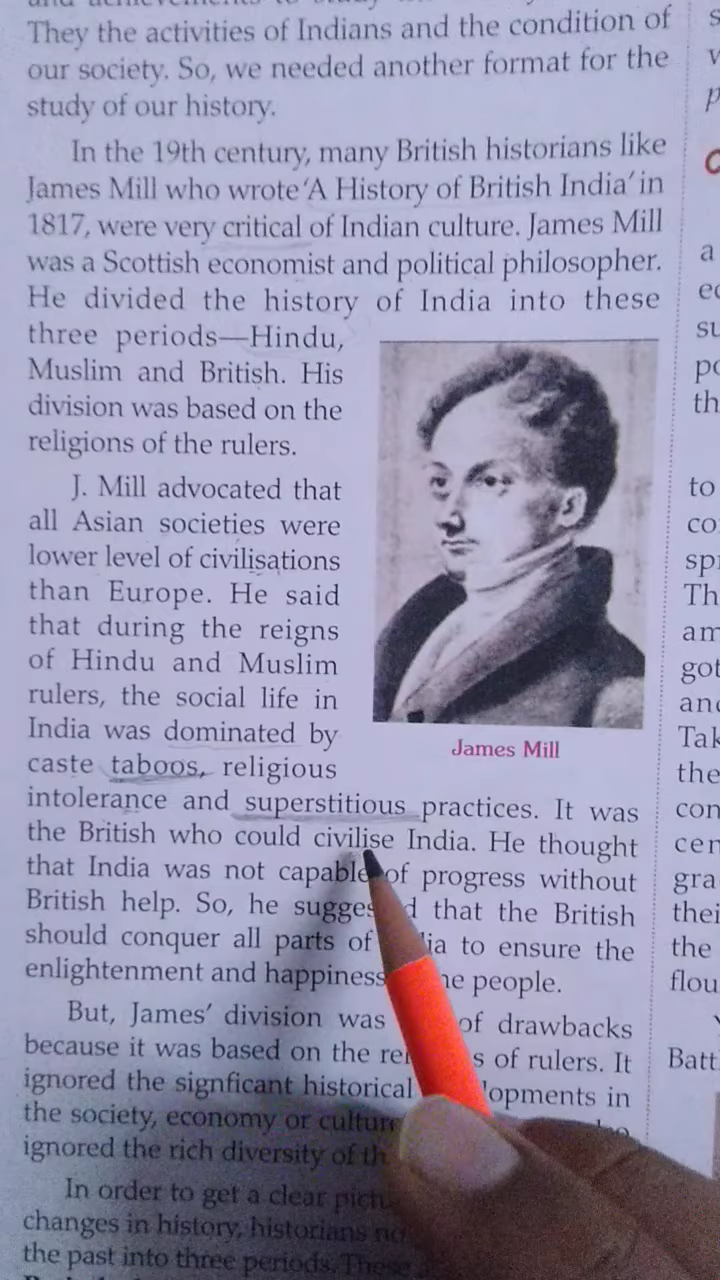 They the activities of Indians and the condition of
our society. So, we needed another format for the
study of our history.
In the 19th century, many British historians like
James Mill who wrote 'A History of British India' in
1817, were very critical of Indian culture. James Mill
was a Scottish economist and political philosopher.
He divided the history of India into these
three periods—Hindu,
Muslim and British. His
division was based on the
religions of the rulers.
J. Mill advocated that
all Asian societies were
lower level of civilisations
than Europe. He said
that during the reigns
of Hindu and Muslim
rulers, the social life in
India was dominated by
caste taboos, religious
intolerance and superstitious practices. It was
the British who could civilise India. He thought
that India was not capable of progress without
British help. So, he that the British
should conquer all parts of to ensure the
enlightenment and happiness people.
But, James' division was of drawbacks
because it was based on the of rulers. It
ignored the signficant historical in
the society, economy or
ignored the rich diversity of
In order to get a clear
changes in history, historians
the past into three periods.
James Mill
a
to
Th
and
Tak
the
the
Batt